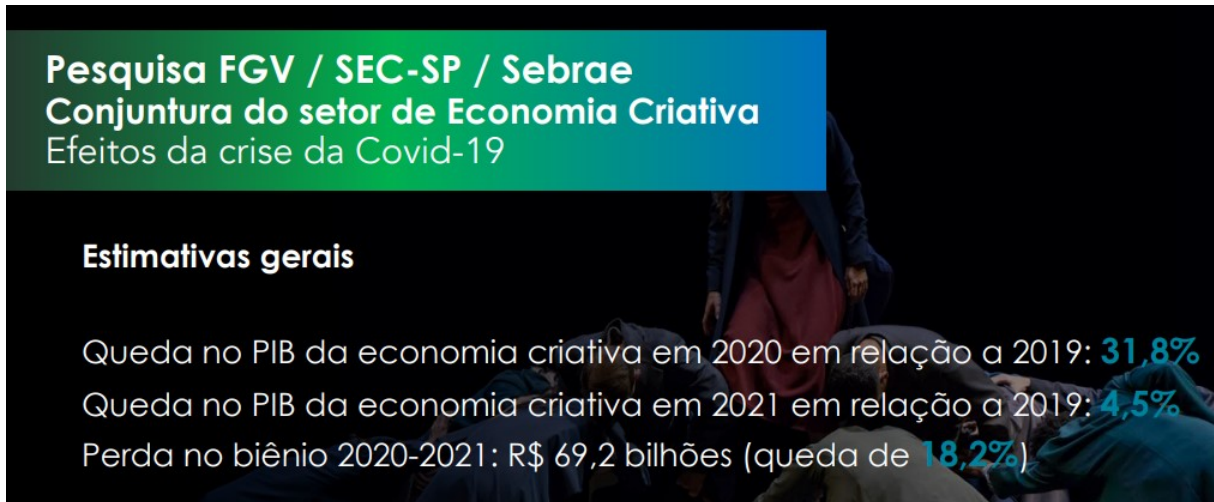 Pesquisa FGV / SEC-SP / Sebrae
Conjuntura do setor de Economia Criativa
Efeitos da crise da Covid-19
Estimativas gerais
Queda no PIB da economia criativa em 2020 em relação a 2019: 31,8%
Queda no PIB da economia criativa em 2021 em relação a 2019: 4,5%
Perda no biênio 2020-2021: R$ 69,2 bilhões (queda de 18,2%)